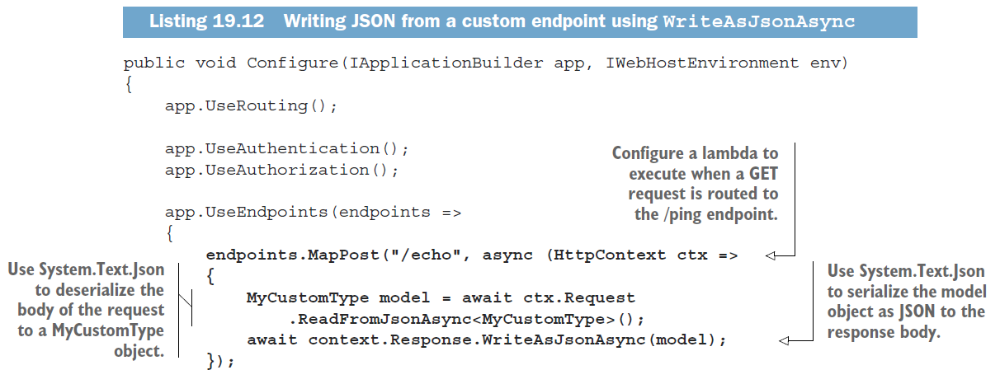 Listing 19.12 Writing JSON from a custom endpoint using WriteAsJsonAsync
public void Configure(IApplicationBuilder app, IWebHostEnvironment env)
{
app.UseRouting();
app.UseAuthentication();
app.UseAuthorization();
app.UseEndpoints(endpoints =>
{
endpoints.MapPost("/echo", async (HttpContext ctx =>
{
MyCustomType model = await ctx.Request
.ReadFromJsonAsync<MyCustomType>();
await context.Response.WriteAsJsonAsync(model);
});
Configure a lambda to
execute when a GET
request is routed to
the /ping endpoint.
Use System.Text.Json
to deserialize the
body of the request
to a MyCustomType
object.
Use System.Text.Json
to serialize the model
object as JSON to the
response body.